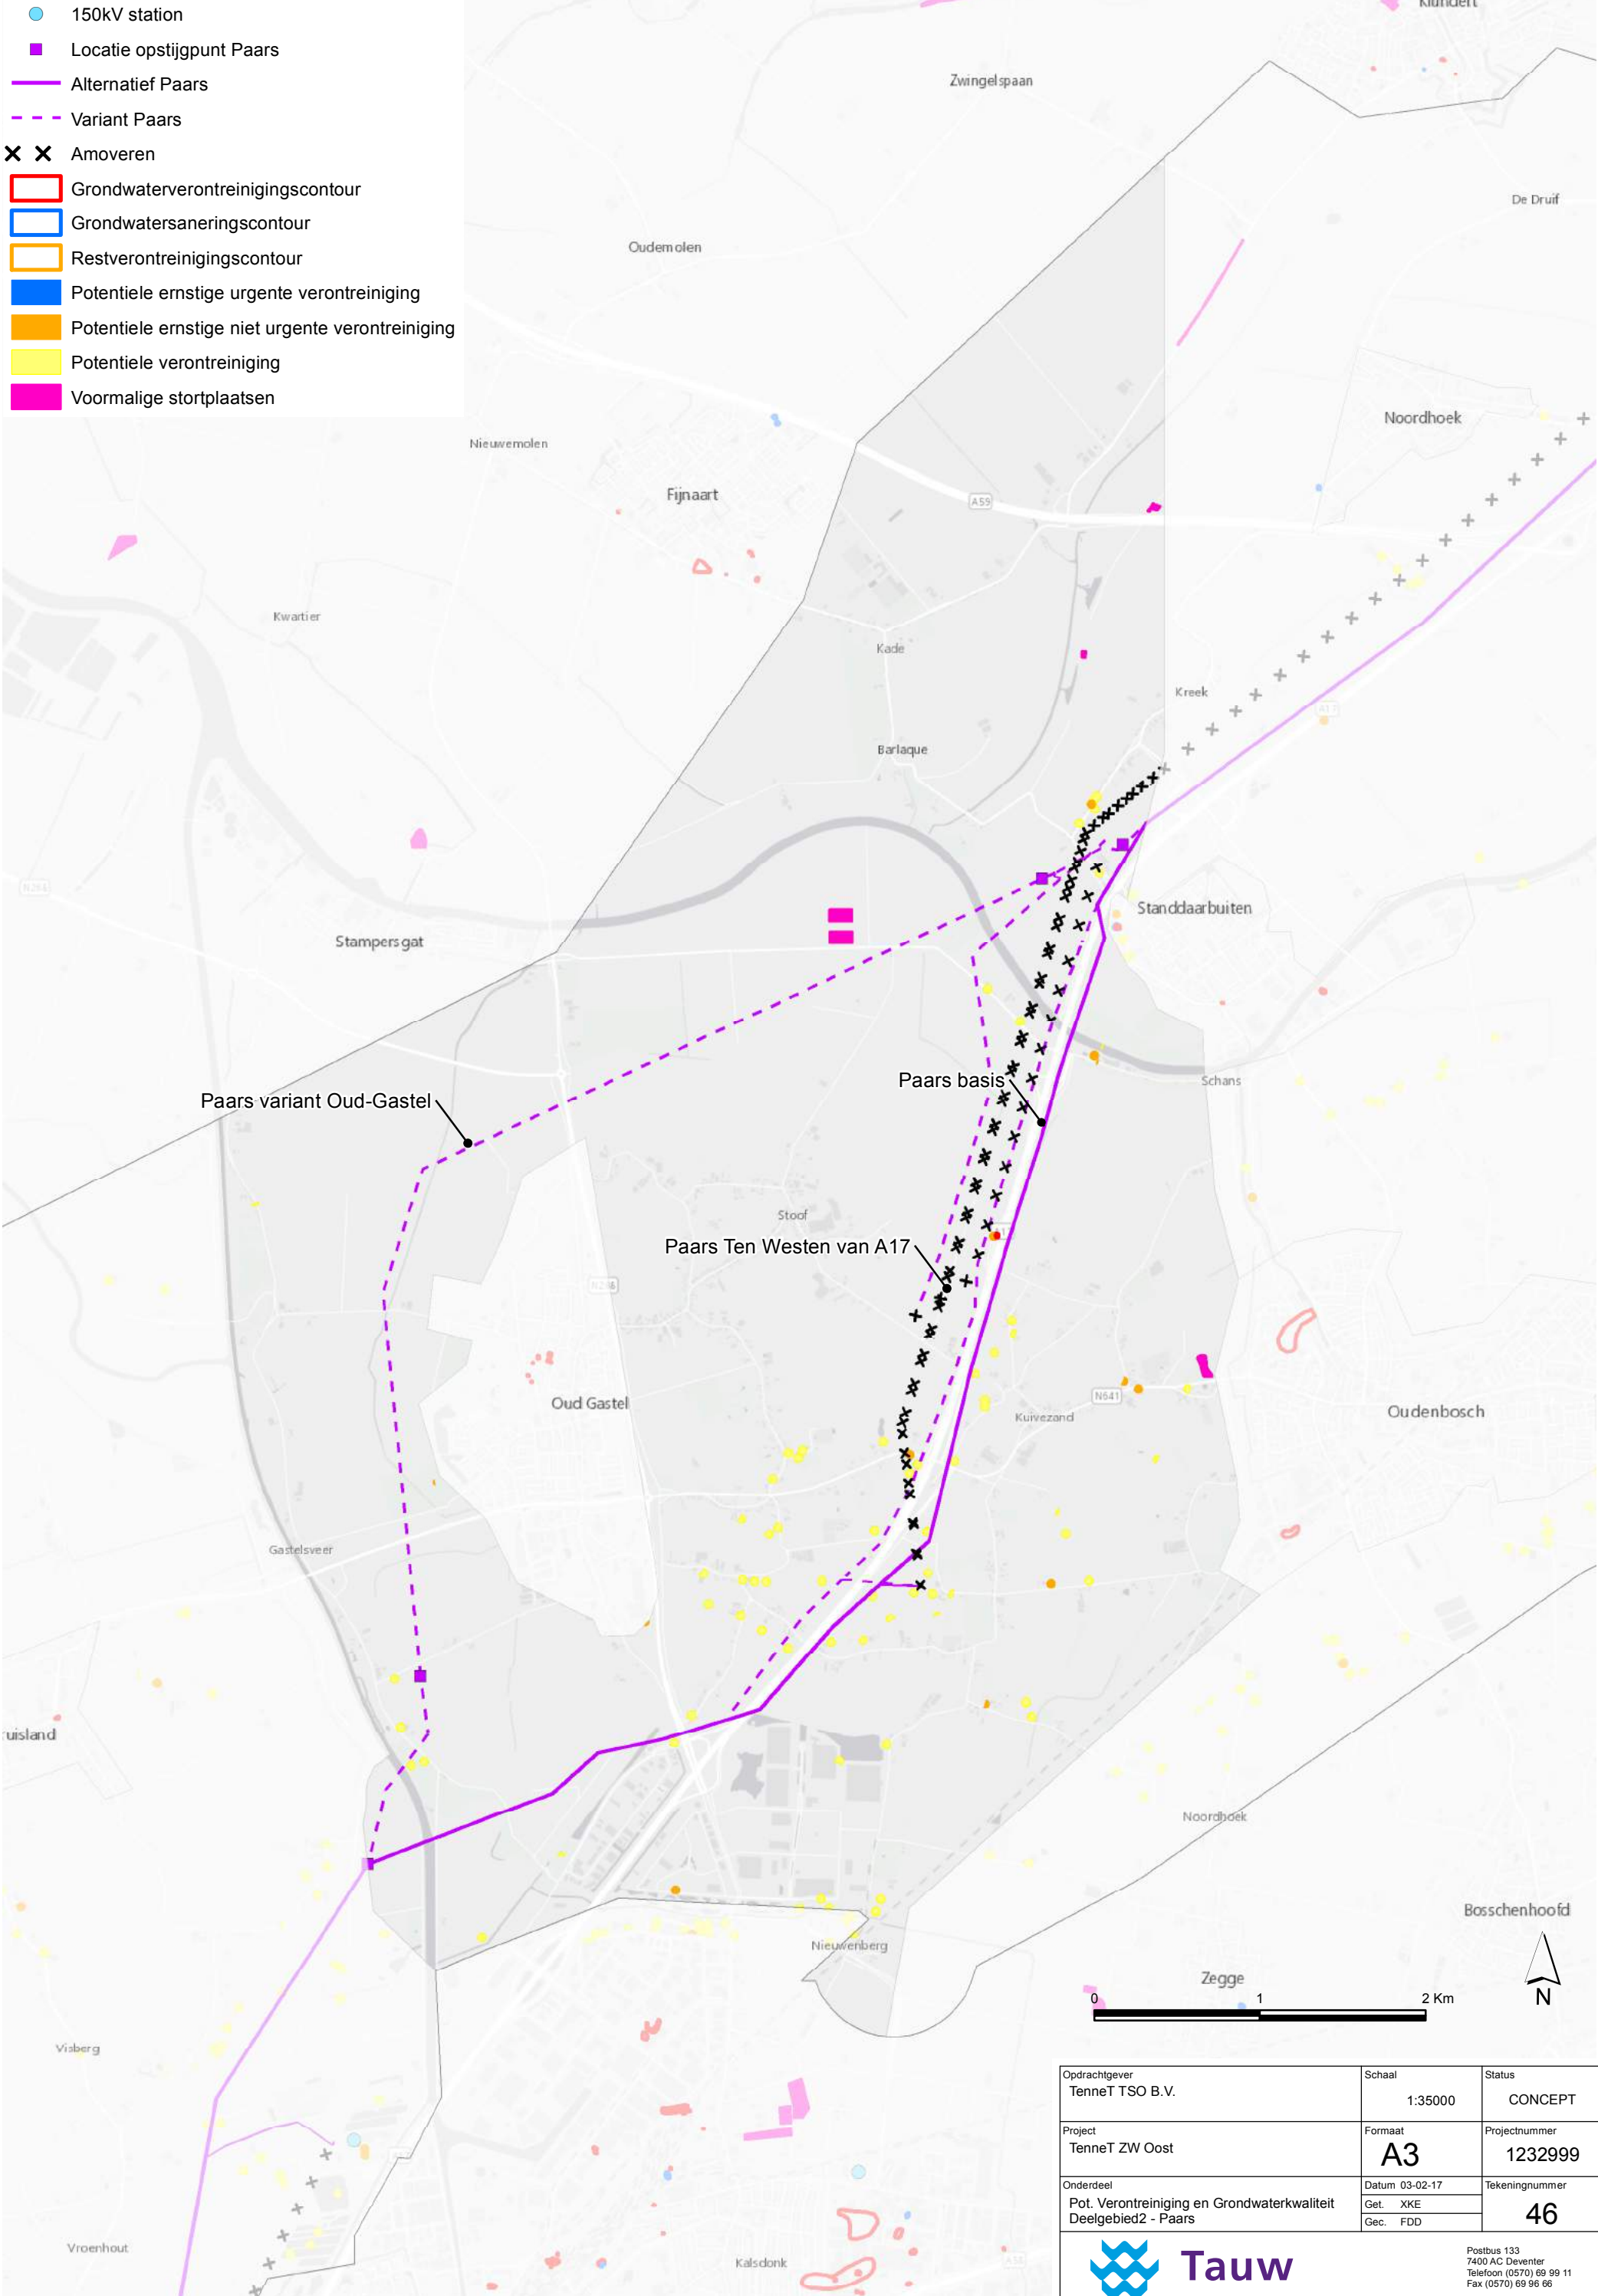 150kV station
Locatie opstijgpunt Paars
Alternatief Paars
Variant Paars
Amoveren
Grondwaterverontreinigingscontour
Grondwatersaneringscontour
Restverontreinigingscontour
Potentiele ernstige urgente verontreiniging
Potentiele ernstige niet urgente verontreiniging
Potentiele verontreiniging
Voormalige stortplaatsen
Klundert
Zwingelspaan
De Druif
Oudemolen
Noordhoek
Nieuwemolen
Fijnaart
A59
Kwartier
Kade
Kreek
A17
Barlaque
Standdaarbuiten
Stampersgat
Schans
Paars basis
Paars variant Oud-Gastel
Stoof
A17
Paars Ten Westen van A17
Oud Gastel
N641
Kuivezand
Oudenbosch
Gastelsveer
ruisland
Noordhoek
Bosschenhoofd
Nieuwenberg
Zegge
N
0 1 2 Km
Visberg
Vroenhout
Kalsdonk
Opdrachtgever
TenneT TSO B.V.
Schaal
1:35000
Status
CONCEPT
Project
TenneT ZW Oost
Formaat
A3
Projectnummer
1232999
Onderdeel
Pot. Verontreiniging en Grondwaterkwaliteit
Deelgebied2 - Paars
Datum 03-02-17
Get. XKE
Gec. FDD
Tekeningnummer
46
Tauw
Postbus 133
7400 AC Deventer
Telefoon (0570) 69 99 11
Fax (0570) 69 96 66